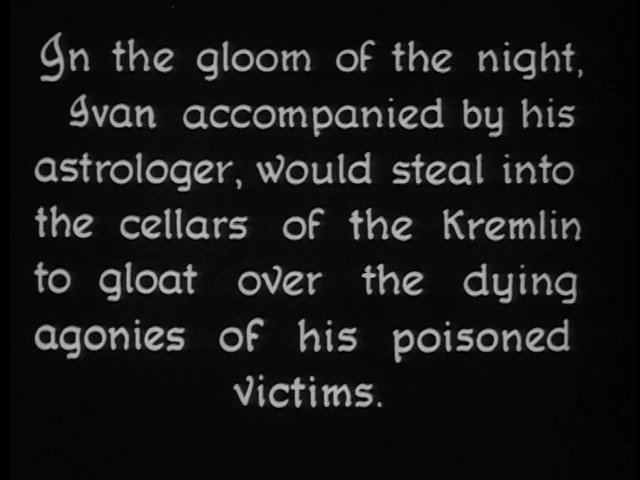 In the gloom of the night,
Ivan accompanied by his
astrologer, would steal into
the cellars of the Kremlin
to gloat over the dying
agonies of his poisoned
victims.